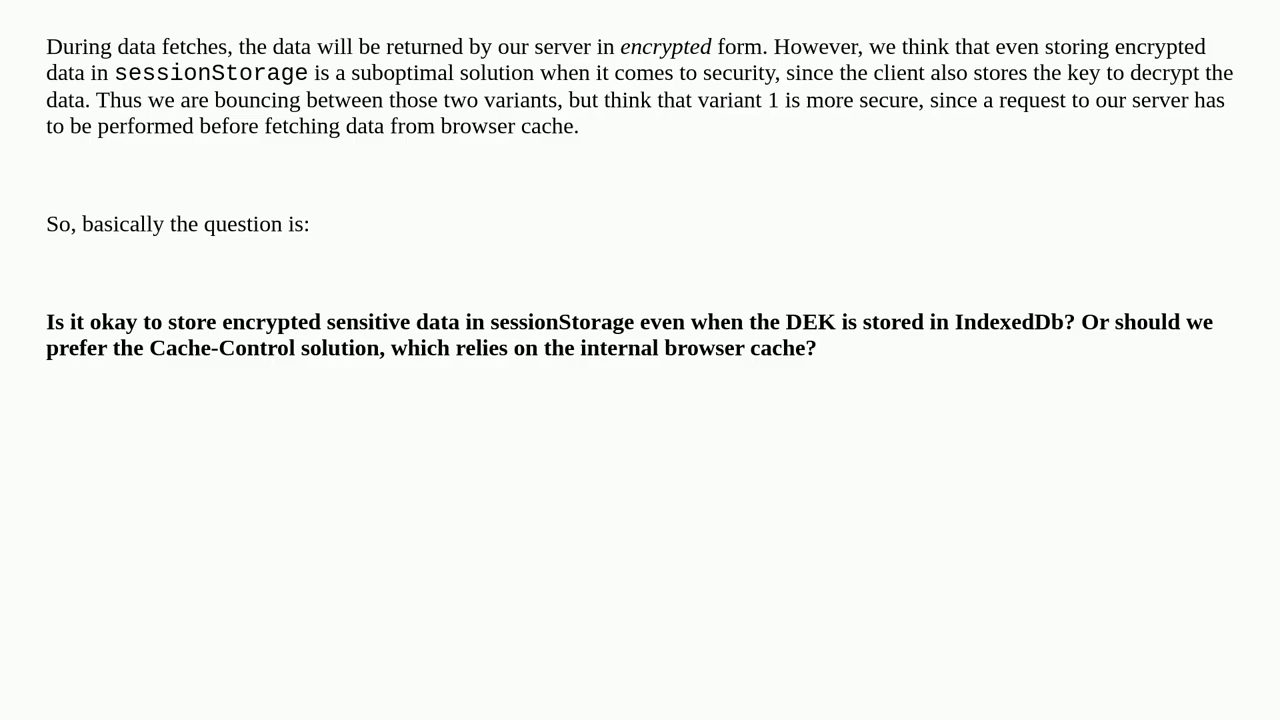 During data fetches, the data will be returned by our server in encrypted form. However, we think that even storing encrypted
data in sessionStorage is a suboptimal solution when it comes to security, since the client also stores the key to decrypt the
data. Thus we are bouncing between those two variants, but think that variant 1 is more secure, since a request to our server has
to be performed before fetching data from browser cache.
So, basically the question is:
Is it okay to store encrypted sensitive data in sessionStorage even when the DEK is stored in IndexedDb? Or should we
prefer the Cache-Control solution, which relies on the internal browser cache?